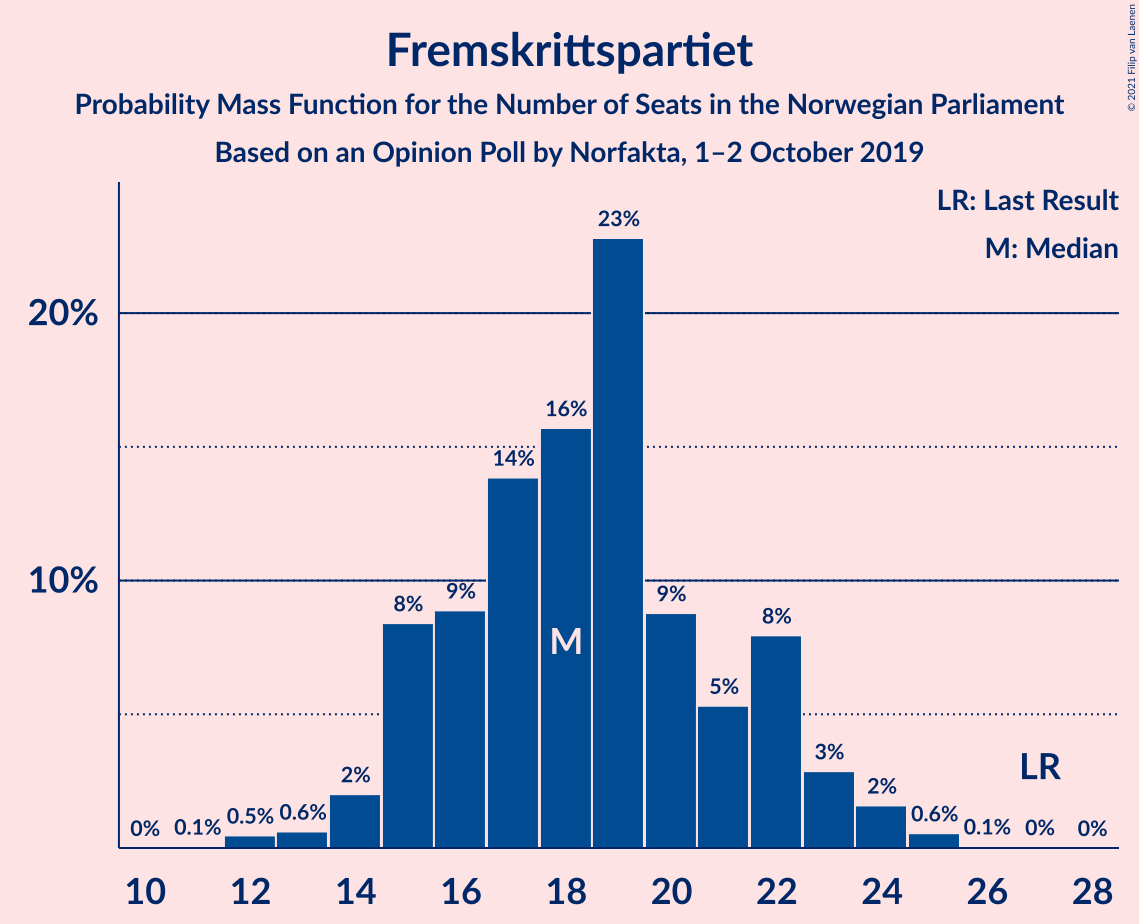 Fremskrittspartiet
Probability Mass Function for the Number of Seats in the Norwegian Parliament
Based on an Opinion Poll by Norfakta, 1–2 October 2019
© 2021 Filip van Laenen
LR: Last Result
M: Median
20%
10%
0% 0.1% 0.5% 0.6% 2% 8% 9% 14% 16% 23% 9% 5% 8% 3% 2% 0.6% 0.1% 0% 0%
M
LR
10 12 14 16 18 20 22 24 26 28